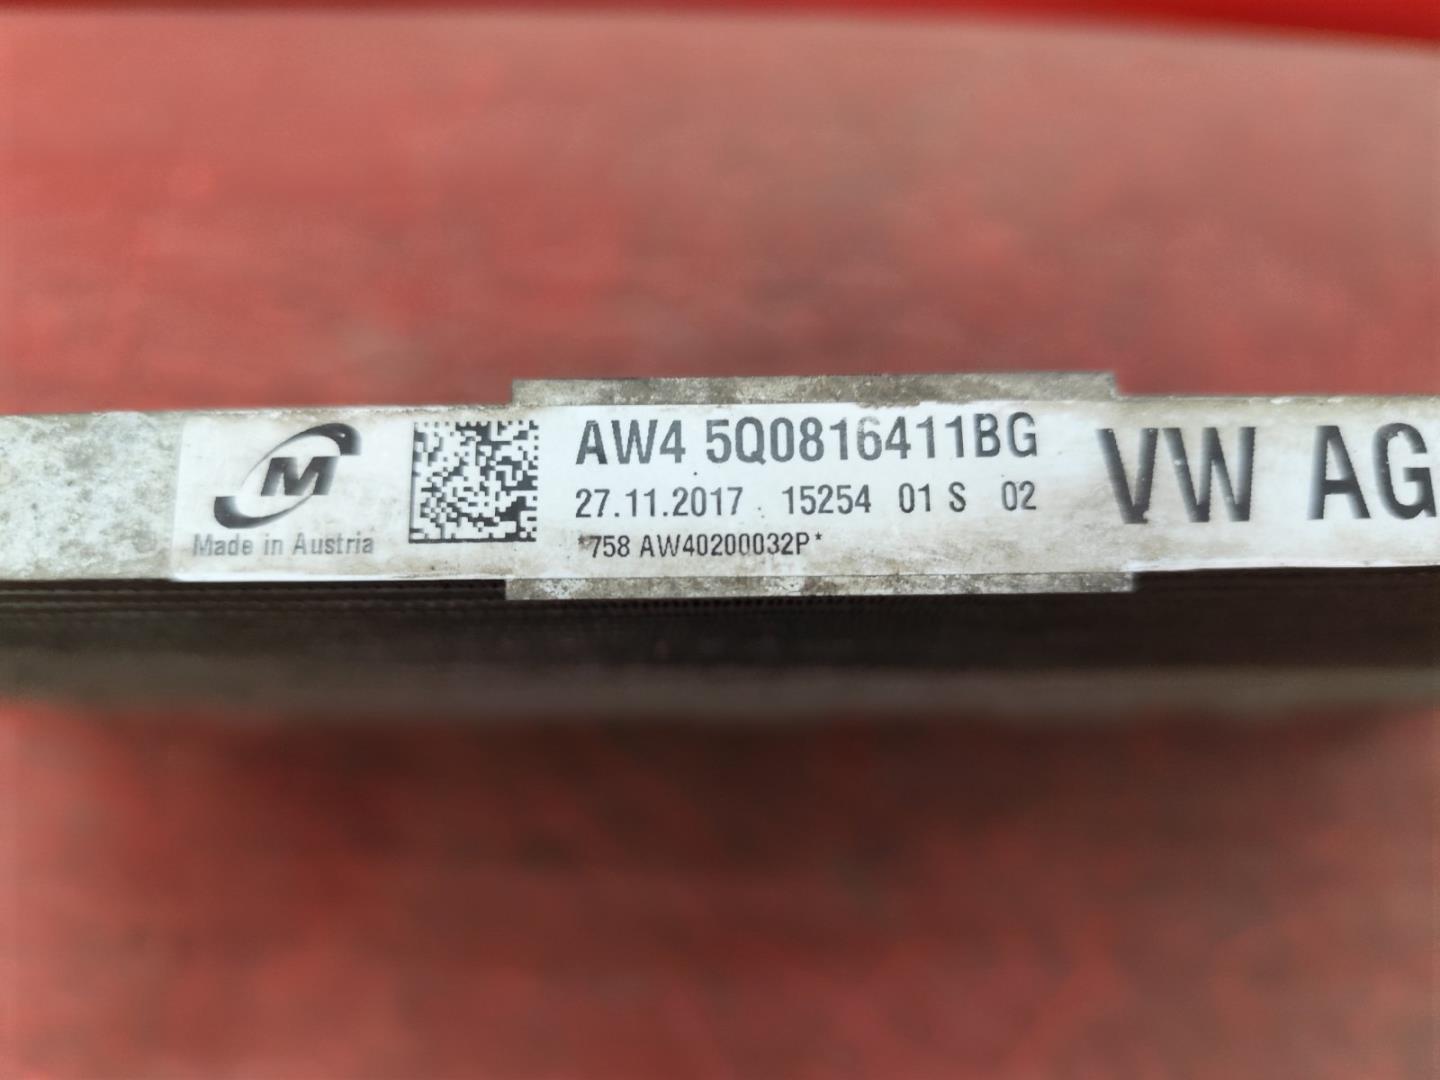 M
Made in Austria
AW4 5Q0816411BG
27.11.2017 15254 01 S 02
*758 AW40200032P*
VW AG